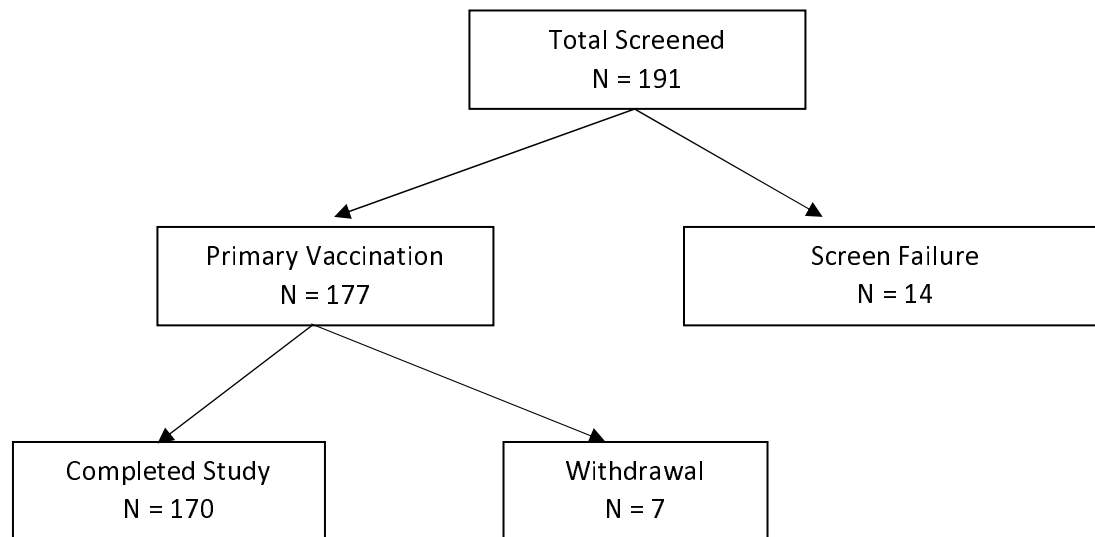 Total Screened
N = 191
Primary Vaccination
N = 177
Screen Failure
N = 14
Completed Study
N = 170
Withdrawal
N = 7